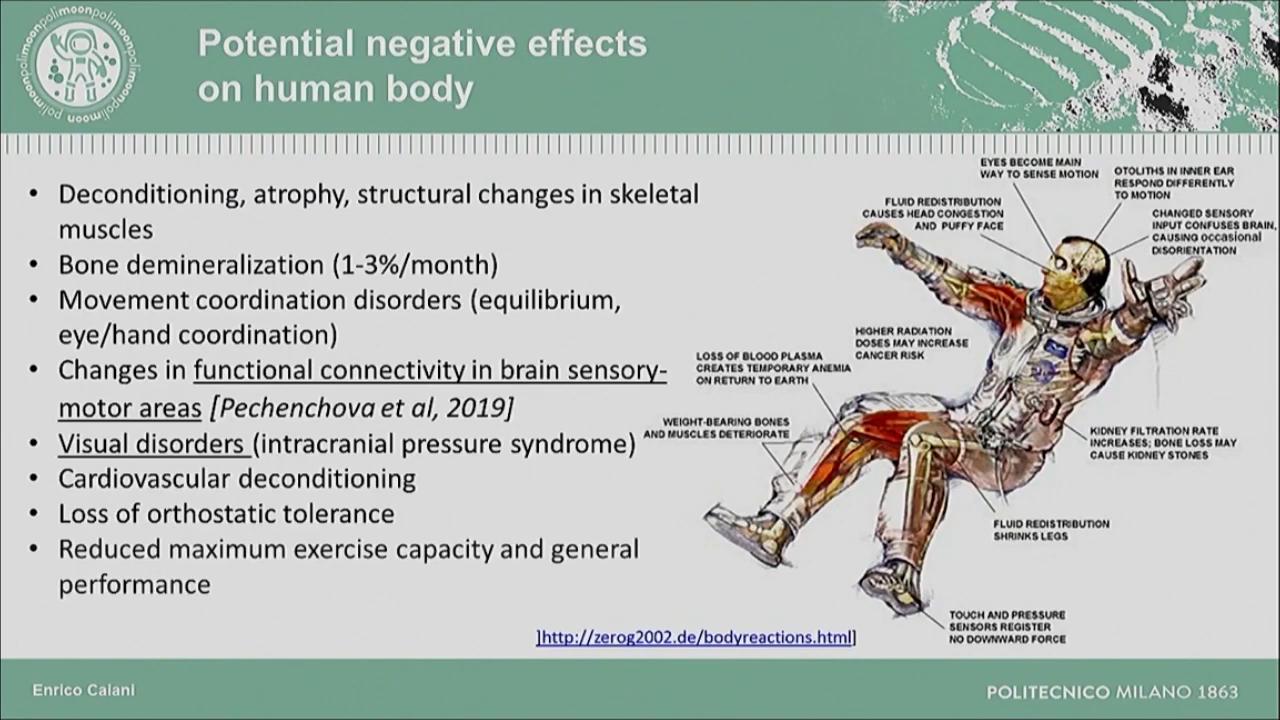 polimoonpolimoonpolimoonpolimoon
Potential negative effects
on human body
• Deconditioning, atrophy, structural changes in skeletal
muscles
• Bone demineralization (1-3%/month)
• Movement coordination disorders (equilibrium,
eye/hand coordination)
• Changes in functional connectivity in brain sensory-
motor areas [Pechenchova et al, 2019]
• Visual disorders (intracranial pressure syndrome)
• Cardiovascular deconditioning
• Loss of orthostatic tolerance
• Reduced maximum exercise capacity and general
performance
EYES BECOME MAIN
WAY TO SENSE MOTION
OTOLITHS IN INNER EAR
RESPOND DIFFERENTLY
TO MOTION
FLUID REDISTRIBUTION
CAUSES HEAD CONGESTION
AND PUFFY FACE
CHANGED SENSORY
INPUT CONFUSES BRAIN,
CAUSING occasional
DISORIENTATION
HIGHER RADIATION
DOSES MAY INCREASE
CANCER RISK
LOSS OF BLOOD PLASMA
CREATES TEMPORARY ANEMIA
ON RETURN TO EARTH
WEIGHT-BEARING BONES
AND MUSCLES DETERIORATE
KIDNEY FILTRATION RATE
INCREASES; BONE LOSS MAY
CAUSE KIDNEY STONES
FLUID REDISTRIBUTION
SHRINKS LEGS
TOUCH AND PRESSURE
SENSORS REGISTER
NO DOWNWARD FORCE
]http://zerog2002.de/bodyreactions.html]
Enrico Caiani
POLITECNICO MILANO 1863